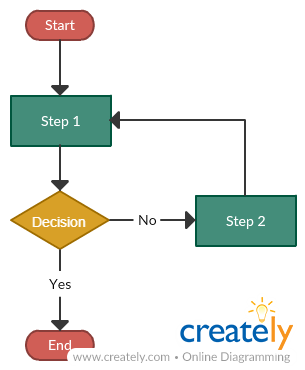 Start
Step 1
Decision
No
Step 2
Yes
End
creately
www.creately.com • Online Diagramming